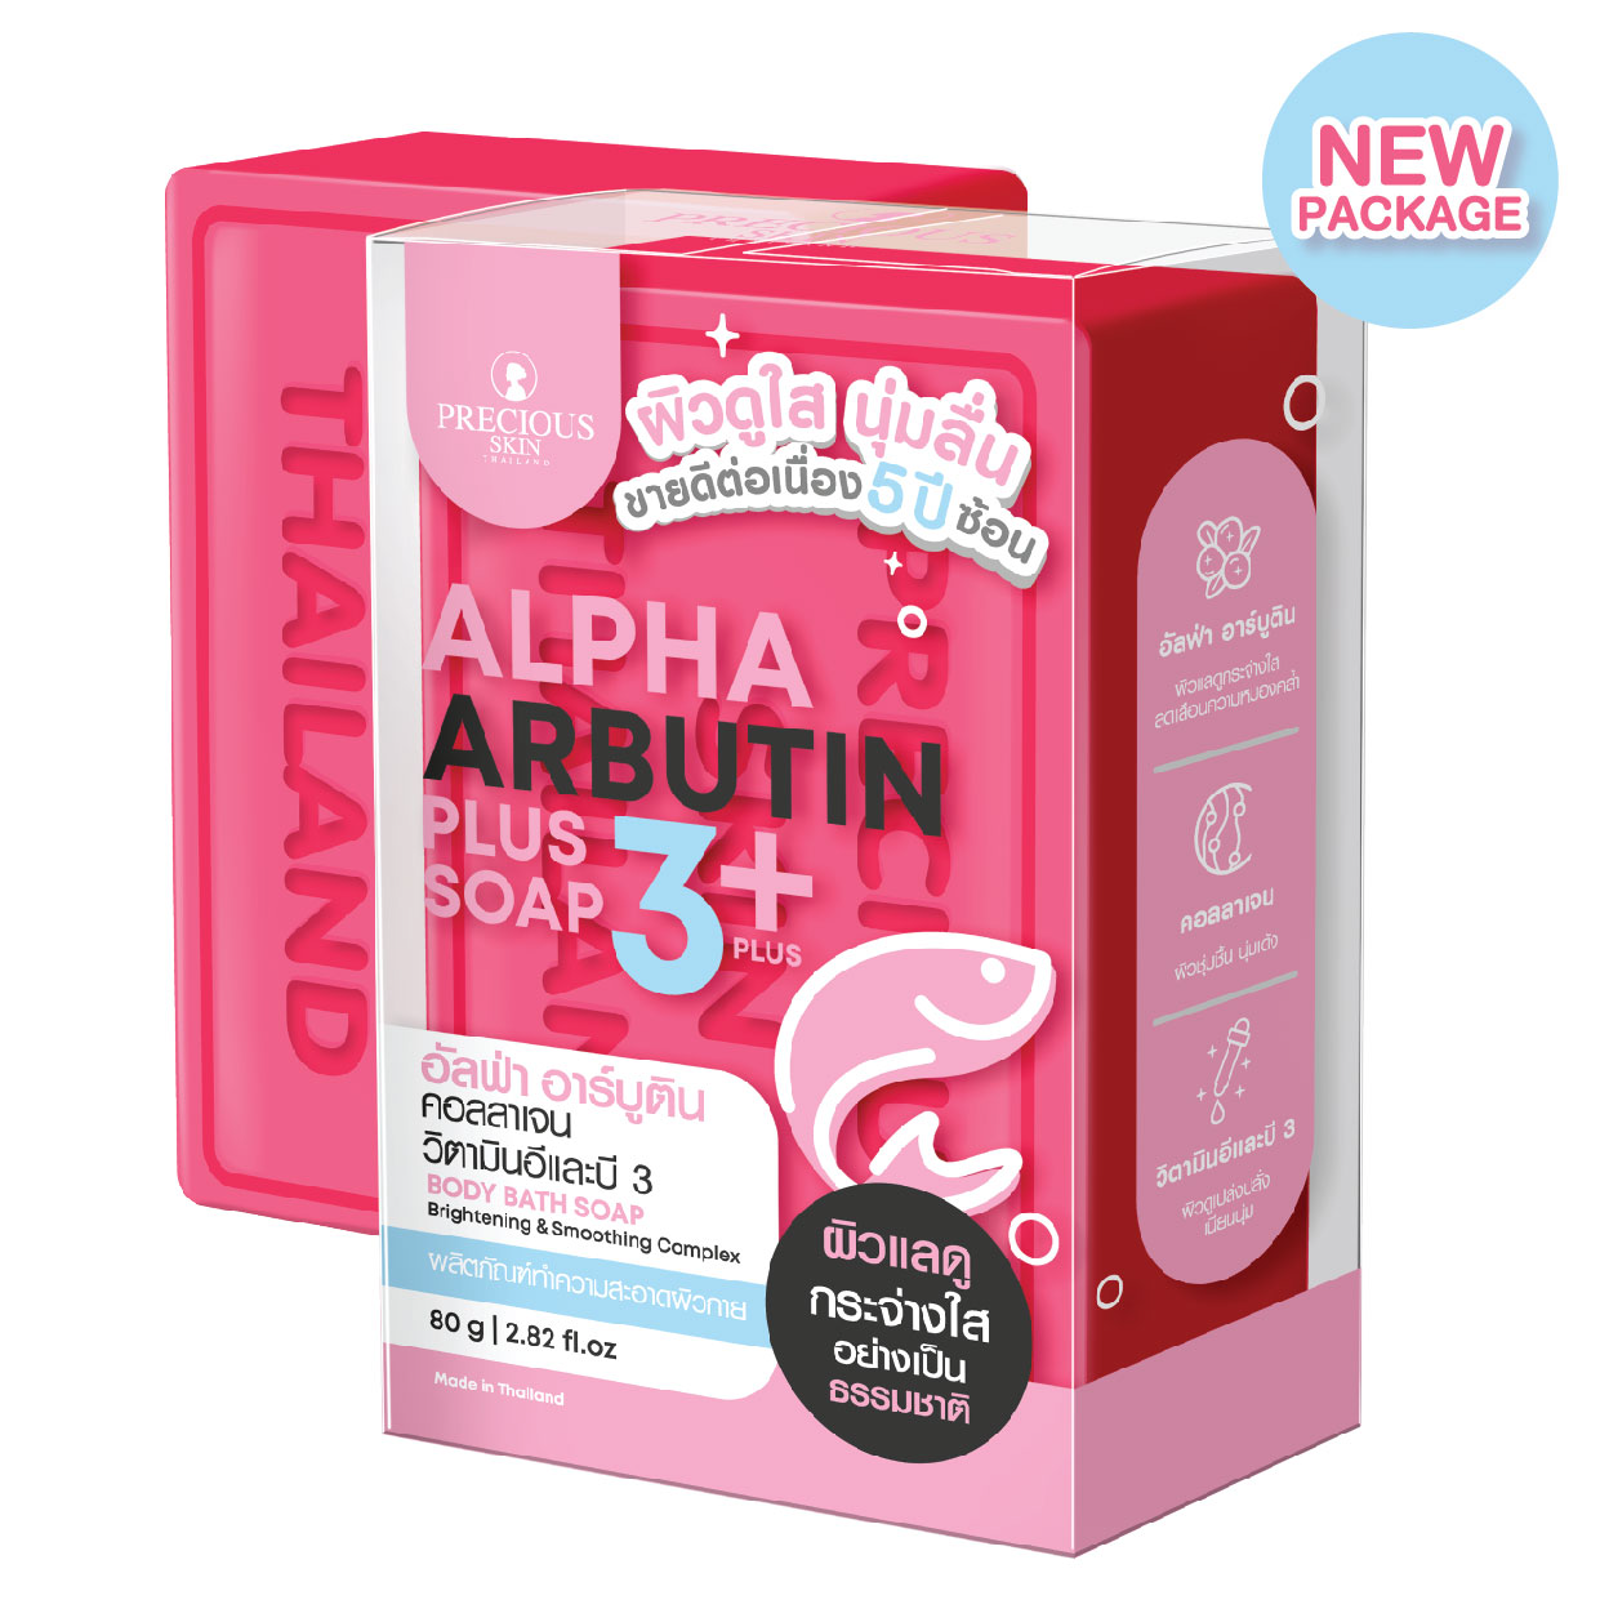 NEW
PACKAGE
THAILAND
PRECIOUS
SKIN
THAILAND
ผิวดูใส นุ่มลื่น
ขายดีต่อเนื่อง 5 ปี ซ้อน
ALPHA
ARBUTIN
PLUS
SOAP 3+
PLUS
อัลฟ่า อาร์บูติน
คอลลาเจน
วิตามินอีและบี 3
BODY BATH SOAP
Brightening & Smoothing Complex
ผลิตภัณฑ์ทำความสะอาดผิวกาย
80 g | 2.82 fl.oz
Made in Thailand
ผิวแลดู
กระจ่างใส
อย่างเป็น
ธรรมชาติ
อัลฟ่า อาร์บูติน
ผิวแลดูกระจ่างใส
ลดเลือนความหมองคล้ำ
คอลลาเจน
ผิวชุ่มชื้น นุ่มเด้ง
วิตามินอีและบี 3
ผิวดูเปล่งปลั่ง
เนียนนุ่ม